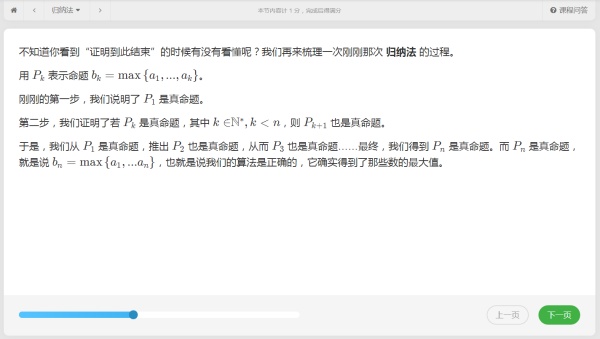 归纳法
本节内容计 1 分，完成后得满分
课程问答
不知道你看到“证明到此结束”的时候有没有看懂呢？我们再来梳理一次刚刚那次 归纳法 的过程。
用 P_k 表示命题 b_k = max {a_1, ..., a_k}。
刚刚的第一步，我们说明了 P_1 是真命题。
第二步，我们证明了若 P_k 是真命题，其中 k ∈ ℕ*, k < n，则 P_{k+1} 也是真命题。
于是，我们从 P_1 是真命题，推出 P_2 也是真命题，从而 P_3 也是真命题……最终，我们得到 P_n 是真命题。而 P_n 是真命题，
就是说 b_n = max {a_1, ...a_n}，也就是说我们的算法是正确的，它确实得到了那些数的最大值。
上一页
下一页